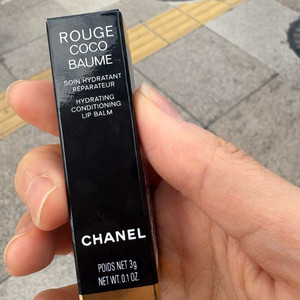 ROUGE
COCO
BAUME
SOIN HYDRATANT
RÉPARATEUR
HYDRATING
CONDITIONING
LIP BALM
CHANEL
POIDS NET 3g
NET WT. 0.1 OZ.